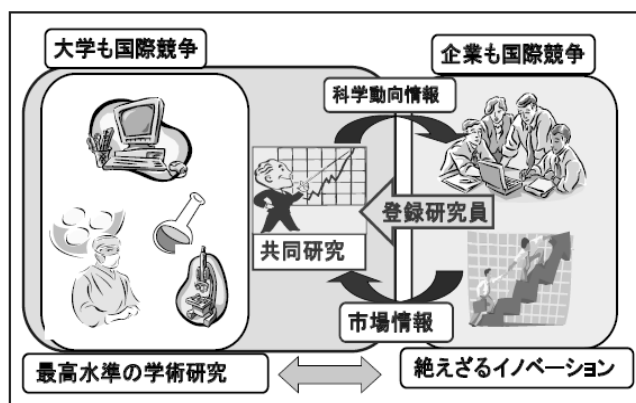 大学も国際競争
企業も国際競争
科学動向情報
登録研究員
共同研究
市場情報
最高水準の学術研究
絶えざるイノベーション